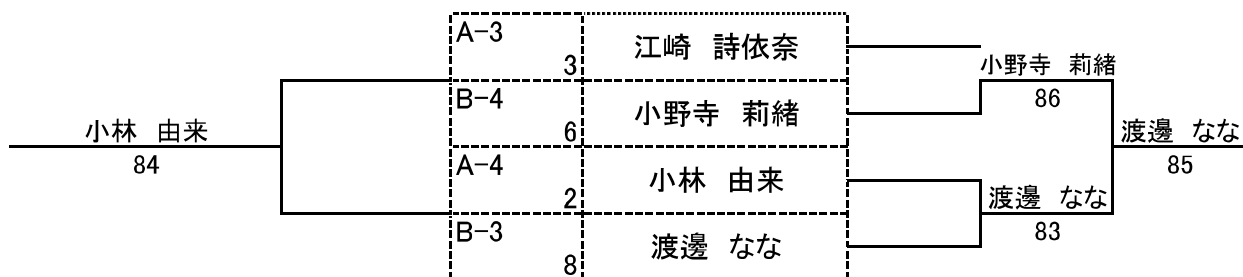 A-3
3
江崎 詩依奈
小野寺 莉緒
86
B-4
6
小野寺 莉緒
小林 由来
84
渡邊 なな
85
A-4
2
小林 由来
渡邊 なな
83
B-3
8
渡邊 なな